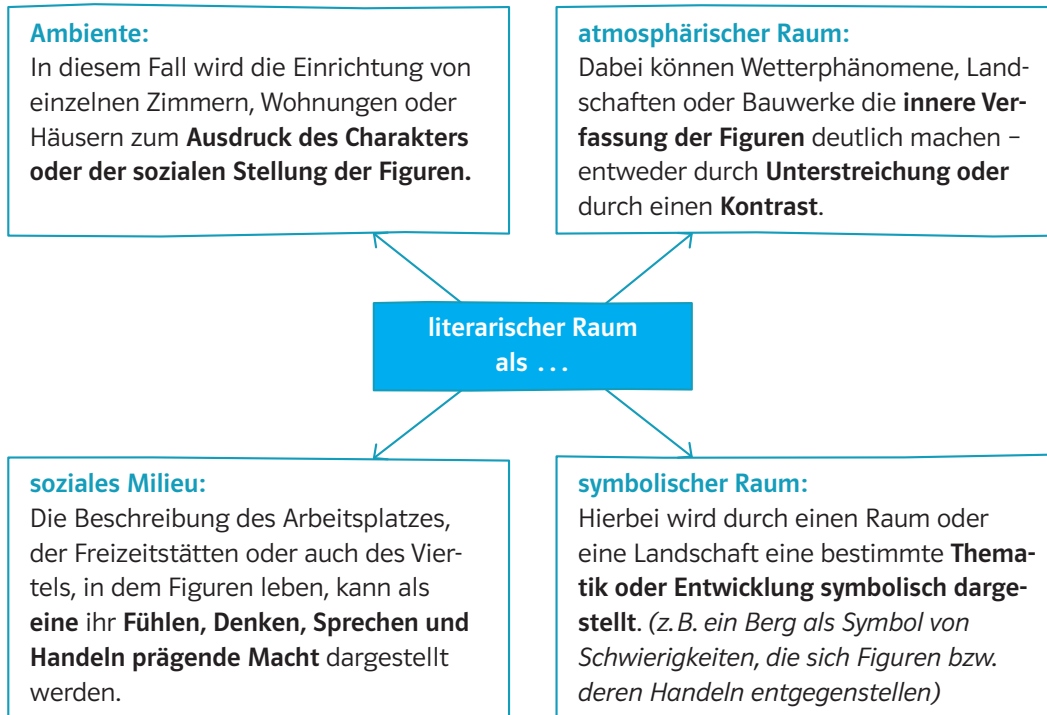 Ambiente:
In diesem Fall wird die Einrichtung von
einzelnen Zimmern, Wohnungen oder
Häusern zum Ausdruck des Charakters
oder der sozialen Stellung der Figuren.
atmosphärischer Raum:
Dabei können Wetterphänomene, Land-
schaften oder Bauwerke die innere Ver-
fassung der Figuren deutlich machen –
entweder durch Unterstreichung oder
durch einen Kontrast.
literarischer Raum
als ...
soziales Milieu:
Die Beschreibung des Arbeitsplatzes,
der Freizeitstätten oder auch des Vier-
tels, in dem Figuren leben, kann als
eine ihr Fühlen, Denken, Sprechen und
Handeln prägende Macht dargestellt
werden.
symbolischer Raum:
Hierbei wird durch einen Raum oder
eine Landschaft eine bestimmte Thema-
tik oder Entwicklung symbolisch darge-
stellt. (z. B. ein Berg als Symbol von
Schwierigkeiten, die sich Figuren bzw.
deren Handeln entgegenstellen)